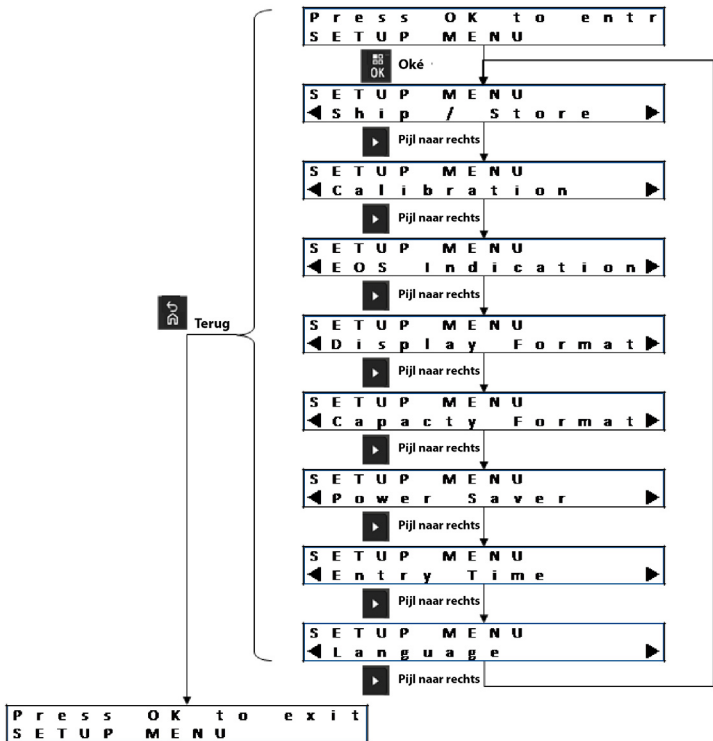 Press OK to entr
SETUP MENU
OK Oké
SETUP MENU
Ship / Store
Pijl naar rechts
SETUP MENU
Calibration
Pijl naar rechts
SETUP MENU
EOS Indication
Pijl naar rechts
Terug
SETUP MENU
Display Format
Pijl naar rechts
SETUP MENU
Capacty Format
Pijl naar rechts
SETUP MENU
Power Saver
Pijl naar rechts
SETUP MENU
Entry Time
Pijl naar rechts
SETUP MENU
Language
Pijl naar rechts
Press OK to exit
SETUP MENU